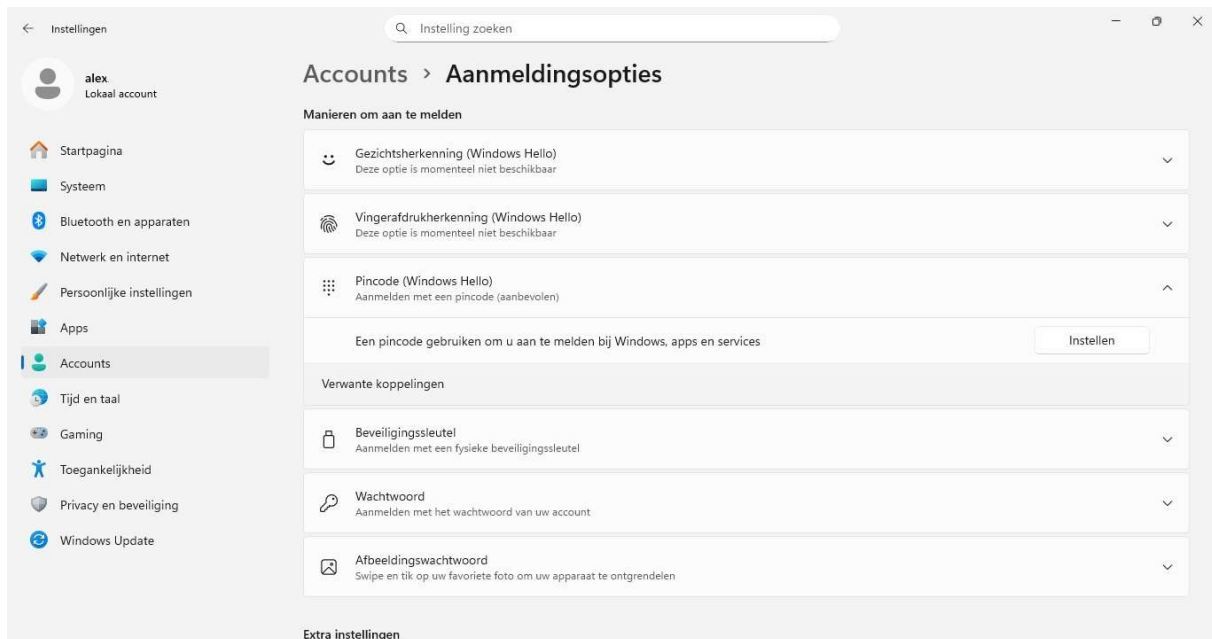 Instellingen
Instelling zoeken
alex.
Lokaal account
Startpagina
Systeem
Bluetooth en apparaten
Netwerk en internet
Persoonlijke instellingen
Apps
Accounts
Tijd en taal
Gaming
Toegankelijkheid
Privacy en beveiliging
Windows Update
Accounts > Aanmeldingsopties
Manieren om aan te melden
Gezichtsherkenning (Windows Hello)
Deze optie is momenteel niet beschikbaar
Vingerafdrukherkenning (Windows Hello)
Deze optie is momenteel niet beschikbaar
Pincode (Windows Hello)
Aanmelden met een pincode (aanbevolen)
Een pincode gebruiken om u aan te melden bij Windows, apps en services
Instellen
Verwante koppelingen
Beveiligingssleutel
Aanmelden met een fysieke beveiligingssleutel
Wachtwoord
Aanmelden met het wachtwoord van uw account
Afbeeldingswachtwoord
Swipe en tik op uw favoriete foto om uw apparaat te ontgrendelen
Extra instellingen